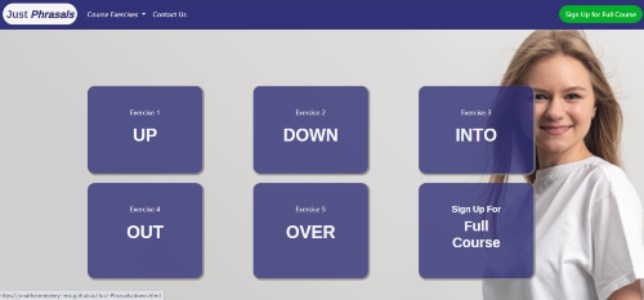 Just Phrasals
Course Exercises Contact Us
Sign Up for Full Course
Exercise 1
UP
Exercise 2
DOWN
Exercise 3
INTO
Exercise 4
OUT
Exercise 5
OVER
Sign Up For
Full
Course